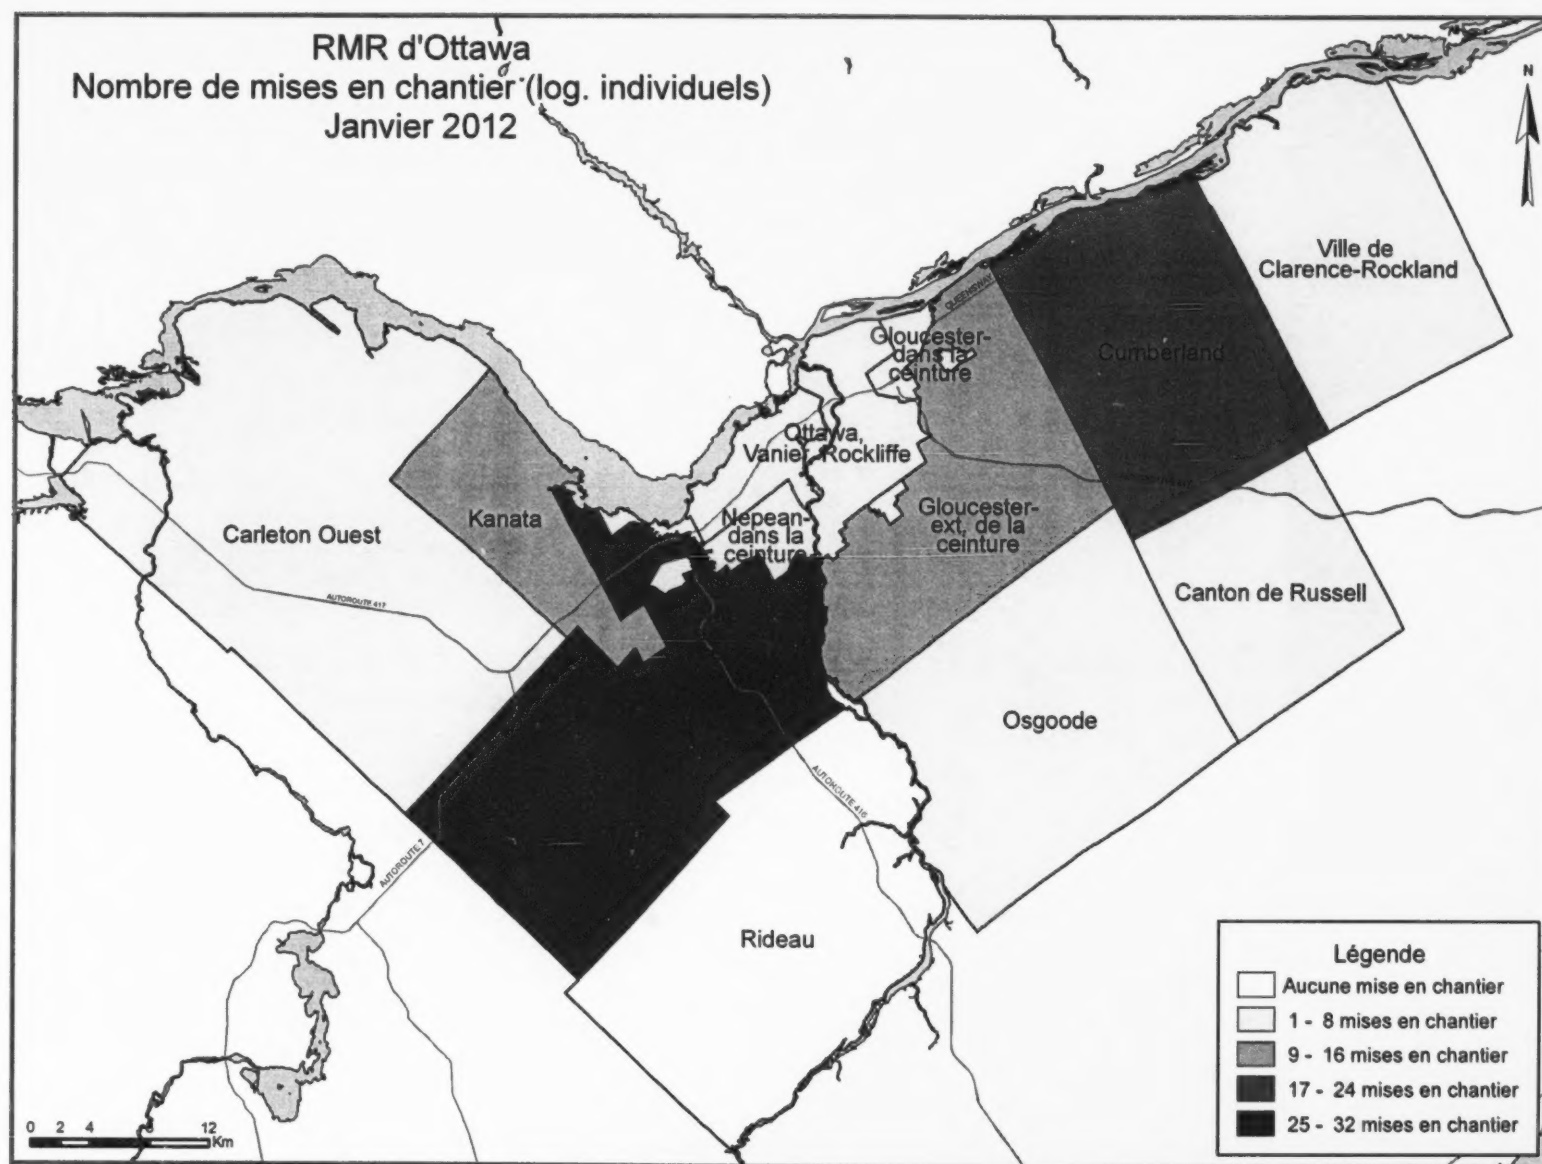 RMR d'Ottawa
Nombre de mises en chantier (log. individuels)
Janvier 2012
N
Ville de
Clarence-Rockland
QUEENSWAY
Gloucester-
dans la
ceinture
Cumberland
Ottawa,
Vanier, Rockliffe
Kanata
Nepean-
dans la
ceinture
Gloucester-
ext, de la
ceinture
Carleton Ouest
AUTOROUTE 417
Canton de Russell
Osgoode
AUTOROUTE 416
AUTOROUTE 7
Rideau
Légende
Aucune mise en chantier
1 - 8 mises en chantier
9 - 16 mises en chantier
17 - 24 mises en chantier
25 - 32 mises en chantier
0 2 4 8 12
Km